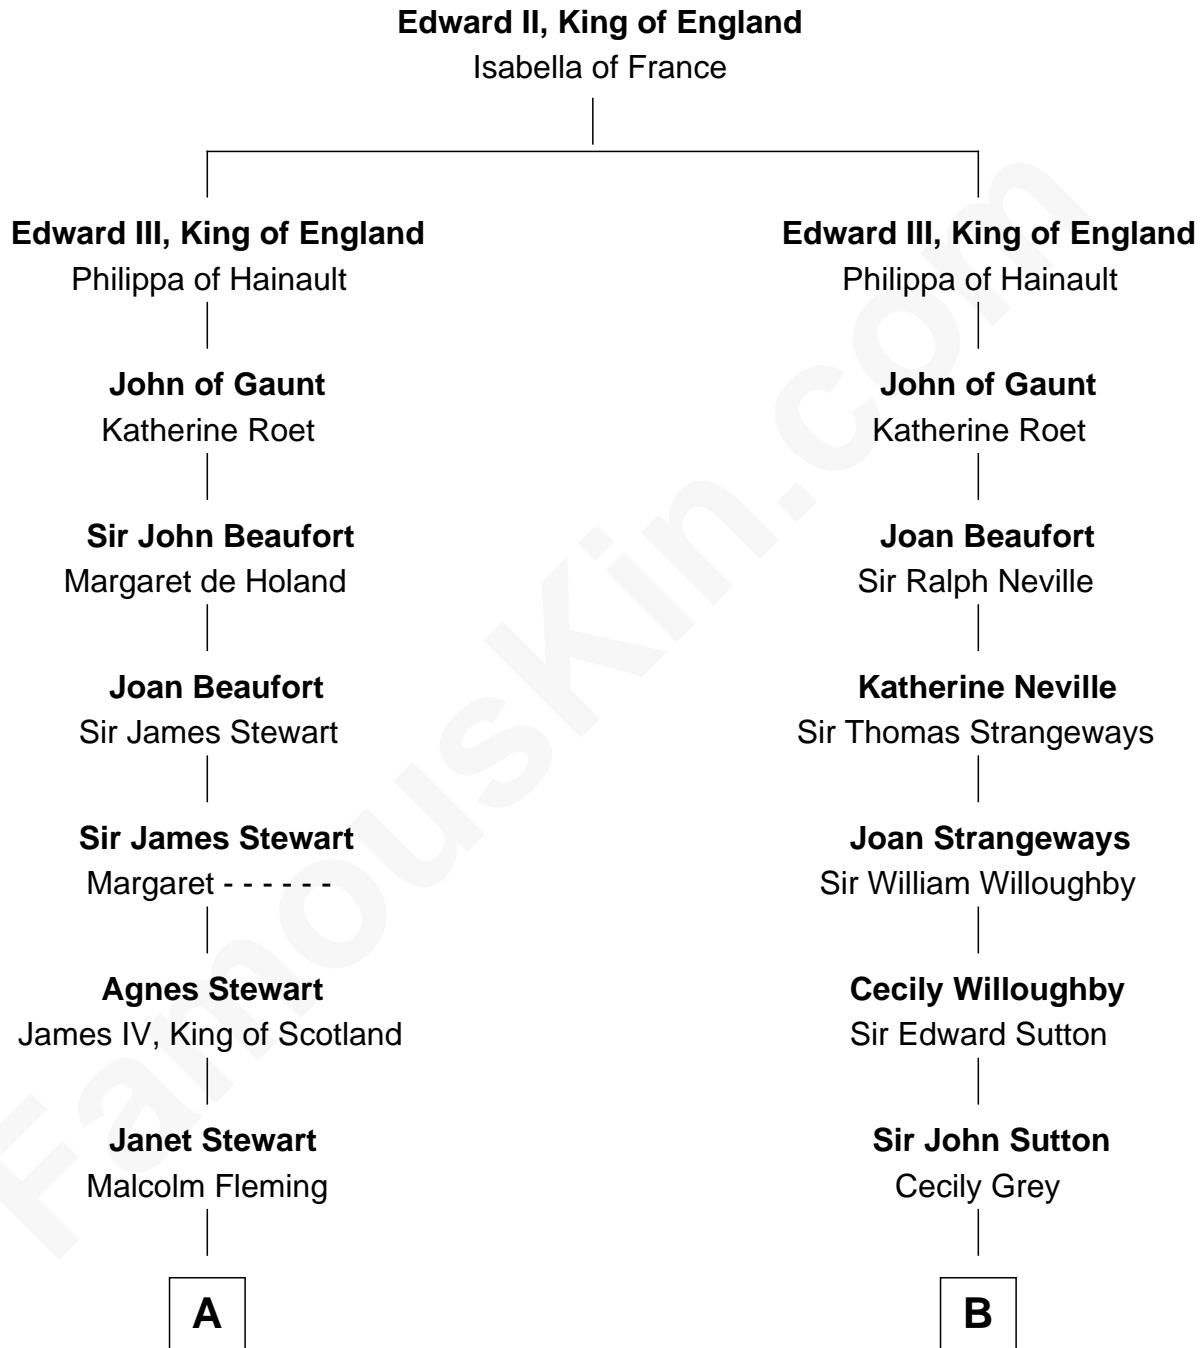 Edward II, King of England
Isabella of France
Edward III, King of England
Philippa of Hainault
John of Gaunt
Katherine Roet
Sir John Beaufort
Margaret de Holand
Joan Beaufort
Sir James Stewart
Sir James Stewart
Margaret - - - - - -
Agnes Stewart
James IV, King of Scotland
Janet Stewart
Malcolm Fleming
A
Edward III, King of England
Philippa of Hainault
John of Gaunt
Katherine Roet
Joan Beaufort
Sir Ralph Neville
Katherine Neville
Sir Thomas Strangeways
Joan Strangeways
Sir William Willoughby
Cecily Willoughby
Sir Edward Sutton
Sir John Sutton
Cecily Grey
B
FamousKin.com